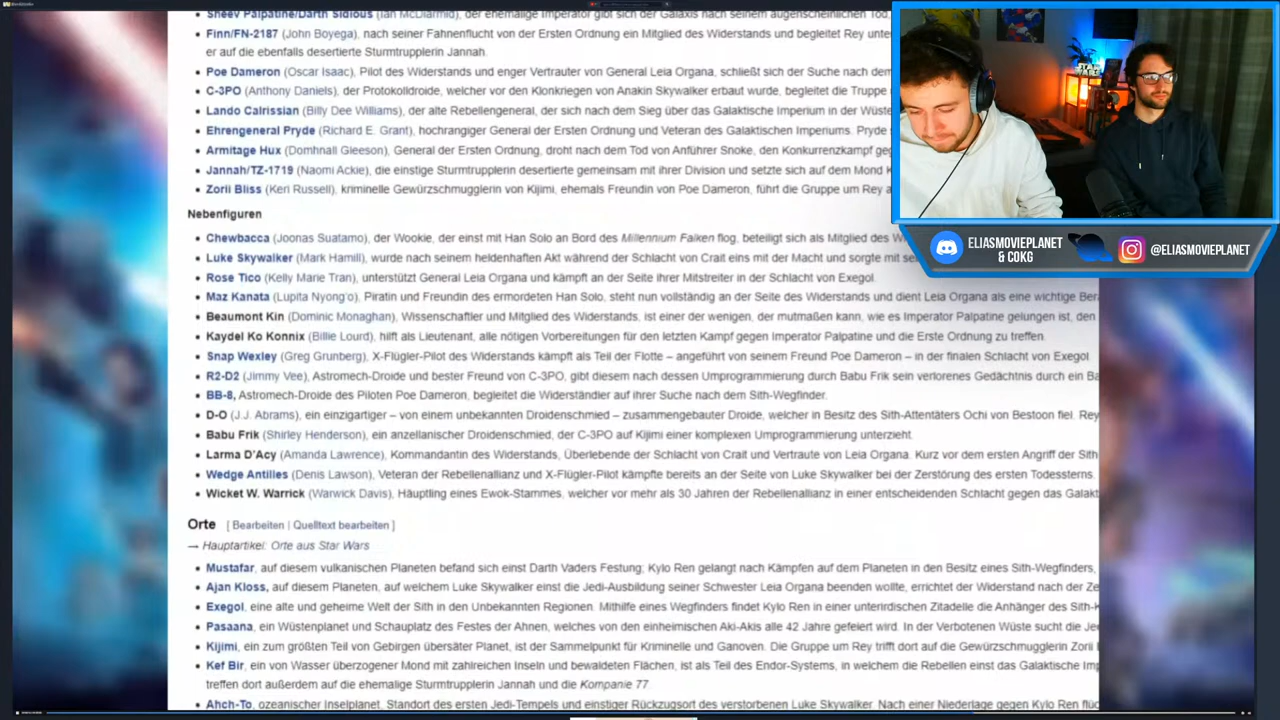 Sheev Palpatine/Darth Sidious (Ian McDiarmid), der ehemalige Imperator gibt sich der Galaxis nach seinem augenscheinlichen Tod,
Finn/FN-2187 (John Boyega), nach seiner Fahnenflucht von der Ersten Ordnung ein Mitglied des Widerstands und begleitet Rey
er auf die ebenfalls desertierte Sturmtrupplerin Jannah.
Poe Dameron (Oscar Isaac), Pilot des Widerstands und enger Vertrauter von General Leia Organa, schließt sich der Suche nach dem
C-3PO (Anthony Daniels), der Protokolldroide, welcher vor den Klonkriegen von Anakin Skywalker erbaut wurde, begleitet die Truppe
Lando Calrissian (Billy Dee Williams), der alte Rebellengeneral, der sich nach dem Sieg über das Galaktische Imperium in der
Ehrengeneral Pryde (Richard E. Grant), hochrangiger General der Ersten Ordnung und Veteran des Galaktischen Imperiums. Pryde
Armitage Hux (Domhnall Gleeson), General der Ersten Ordnung, droht nach dem Tod von Anführer Snoke, den Konkurrenzkampf
Jannah/TZ-1719 (Naomi Ackie), die einstige Sturmtrupplerin desertierte gemeinsam mit ihrer Division und setzte sich auf dem Mond
Zorii Bliss (Keri Russell), kriminelle Gewürzschmugglerin von Kijimi, ehemals Freundin von Poe Dameron, führt die Gruppe um Rey
Nebenfiguren
Chewbacca (Joonas Suatamo), der Wookie, der einst mit Han Solo an Bord des Millennium Falken flog, beteiligt sich als Mitglied des
Luke Skywalker (Mark Hamill), wurde nach seinem heldenhaften Akt während der Schlacht von Crait eins mit der Macht und sorgte mit
Rose Tico (Kelly Marie Tran), unterstützt General Leia Organa und kämpft an der Seite ihrer Mitstreiter in der Schlacht von Exegol.
Maz Kanata (Lupita Nyong'o), Piratin und Freundin des ermordeten Han Solo, steht nun vollständig an der Seite des Widerstands und dient Leia Organa als eine wichtige
Beaumont Kin (Dominic Monaghan), Wissenschaftler und Mitglied des Widerstands, ist einer der wenigen, der mutmaßen kann, wie es Imperator Palpatine gelungen ist, den
Kaydel Ko Konnix (Billie Lourd), hilft als Lieutenant, alle nötigen Vorbereitungen für den letzten Kampf gegen Imperator Palpatine und die Erste Ordnung zu treffen.
Snap Wexley (Greg Grunberg), X-Flügler-Pilot des Widerstands kämpft als Teil der Flotte – angeführt von seinem Freund Poe Dameron – in der finalen Schlacht von Exegol.
R2-D2 (Jimmy Vee), Astromech-Droide und bester Freund von C-3PO, gibt diesem nach dessen Umprogrammierung durch Babu Frik sein verlorenes Gedächtnis durch ein
BB-8, Astromech-Droide des Piloten Poe Dameron, begleitet die Widerständler auf ihrer Suche nach dem Sith-Wegfinder.
D-O (J.J. Abrams), ein einzigartiger – von einem unbekannten Droidenschmied – zusammengebauter Droide, welcher in Besitz des Sith-Attentäters Ochi von Bestoon fiel. Rey
Babu Frik (Shirley Henderson), ein anzellanischer Droidenschmied, der C-3PO auf Kijimi einer komplexen Umprogrammierung unterzieht.
Larma D'Acy (Amanda Lawrence), Kommandantin des Widerstands, Überlebende der Schlacht von Crait und Vertraute von Leia Organa. Kurz vor dem ersten Angriff der Sith
Wedge Antilles (Denis Lawson), Veteran der Rebellenallianz und X-Flügler-Pilot kämpfte bereits an der Seite von Luke Skywalker bei der Zerstörung des ersten Todessterns.
Wicket W. Warrick (Warwick Davis), Häuptling eines Ewok-Stammes, welcher vor mehr als 30 Jahren der Rebellenallianz in einer entscheidenden Schlacht gegen das
Orte [ Bearbeiten | Quelltext bearbeiten ]
→ Hauptartikel: Orte aus Star Wars
Mustafar, auf diesem vulkanischen Planeten befand sich einst Darth Vaders Festung; Kylo Ren gelangt nach Kämpfen auf dem Planeten in den Besitz eines Sith-Wegfinders,
Ajan Kloss, auf diesem Planeten, auf welchem Luke Skywalker einst die Jedi-Ausbildung seiner Schwester Leia Organa beenden wollte, errichtet der Widerstand nach der
Exegol, eine alte und geheime Welt der Sith in den Unbekannten Regionen. Mithilfe eines Wegfinders findet Kylo Ren in einer unterirdischen Zitadelle die Anhänger des
Pasaana, ein Wüstenplanet und Schauplatz des Festes der Ahnen, welches von den einheimischen Aki-Akis alle 42 Jahre gefeiert wird. In der Verbotenen Wüste sucht die
Kijimi, ein zum größten Teil von Gebirgen übersäter Planet, ist der Sammelpunkt für Kriminelle und Ganoven. Die Gruppe um Rey trifft dort auf die Gewürzschmugglerin Zorii
Kef Bir, ein von Wasser überzogener Mond mit zahlreichen Inseln und bewaldeten Flächen, ist als Teil des Endor-Systems, in welchem die Rebellen einst das Galaktische
treffen dort außerdem auf die ehemalige Sturmtrupplerin Jannah und die Kompanie 77.
Ahch-To, ozeanischer Inselplanet, Standort des ersten Jedi-Tempels und einstiger Rückzugsort des verstorbenen Luke Skywalker. Nach einer Niederlage gegen Kylo Ren
STAR
WARS
ELIASMOVIEPLANET
& COKG
@ELIASMOVIEPLANET